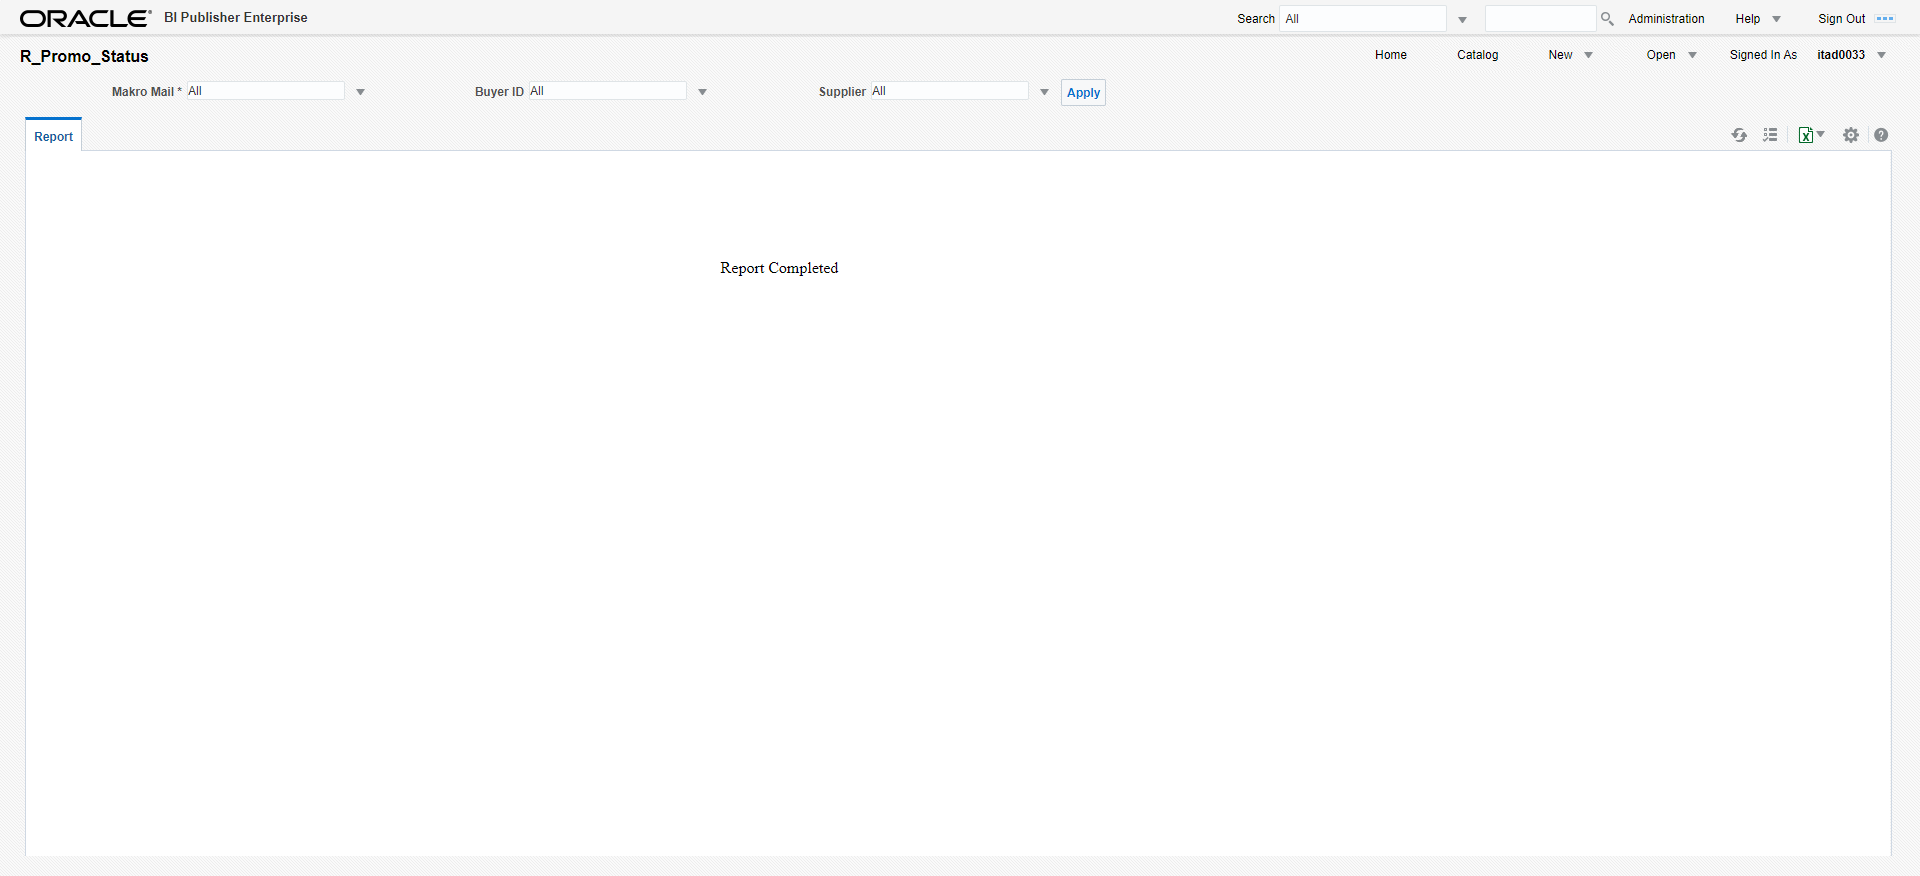 ORACLE® BI Publisher Enterprise Search All Administration Help Sign Out
R_Promo_Status Home Catalog New Open Signed In As itad0033
Makro Mail * All Buyer ID All Supplier All Apply
Report
Report Completed